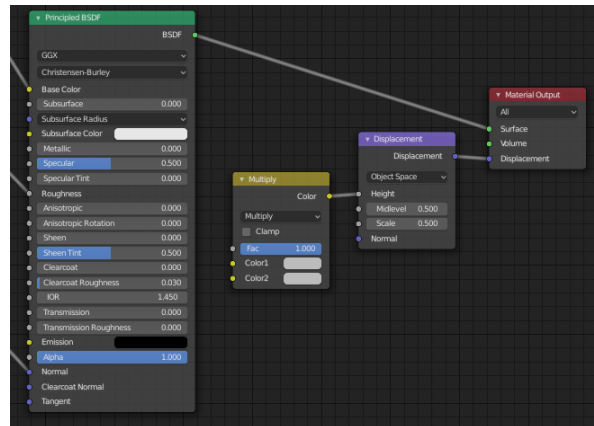 Principled BSDF
BSDF
GGX
Christensen-Burley
Base Color
Subsurface 0.000
Subsurface Radius
Subsurface Color
Metallic 0.000
Specular 0.500
Specular Tint 0.000
Roughness
Anisotropic 0.000
Anisotropic Rotation 0.000
Sheen 0.000
Sheen Tint 0.500
Clearcoat 0.000
Clearcoat Roughness 0.030
IOR 1.450
Transmission 0.000
Transmission Roughness 0.000
Emission
Alpha 1.000
Normal
Clearcoat Normal
Tangent
Multiply
Color
Multiply
Clamp
Fac 1.000
Color1
Color2
Displacement
Displacement
Object Space
Height
Midlevel 0.500
Scale 0.500
Normal
Material Output
All
Surface
Volume
Displacement